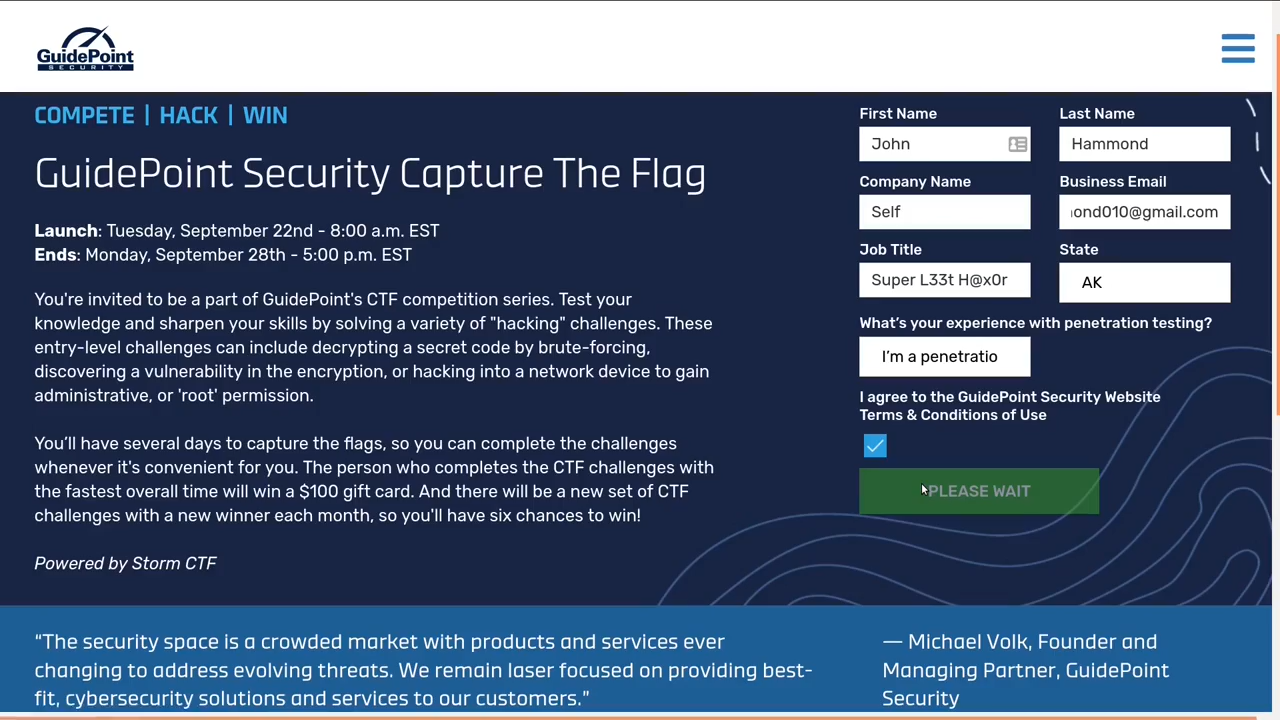 GuidePoint
SECURITY
COMPETE | HACK | WIN
GuidePoint Security Capture The Flag
Launch: Tuesday, September 22nd - 8:00 a.m. EST
Ends: Monday, September 28th - 5:00 p.m. EST
You're invited to be a part of GuidePoint's CTF competition series. Test your
knowledge and sharpen your skills by solving a variety of "hacking" challenges. These
entry-level challenges can include decrypting a secret code by brute-forcing,
discovering a vulnerability in the encryption, or hacking into a network device to gain
administrative, or 'root' permission.
You’ll have several days to capture the flags, so you can complete the challenges
whenever it's convenient for you. The person who completes the CTF challenges with
the fastest overall time will win a $100 gift card. And there will be a new set of CTF
challenges with a new winner each month, so you'll have six chances to win!
Powered by Storm CTF
First Name
Last Name
John
Hammond
Company Name
Business Email
Self
ond010@gmail.com
Job Title
State
Super L33t H@x0r
AK
What’s your experience with penetration testing?
I’m a penetratio
I agree to the GuidePoint Security Website
Terms & Conditions of Use
PLEASE WAIT
“The security space is a crowded market with products and services ever
changing to address evolving threats. We remain laser focused on providing best-
fit, cybersecurity solutions and services to our customers.”
— Michael Volk, Founder and
Managing Partner, GuidePoint
Security